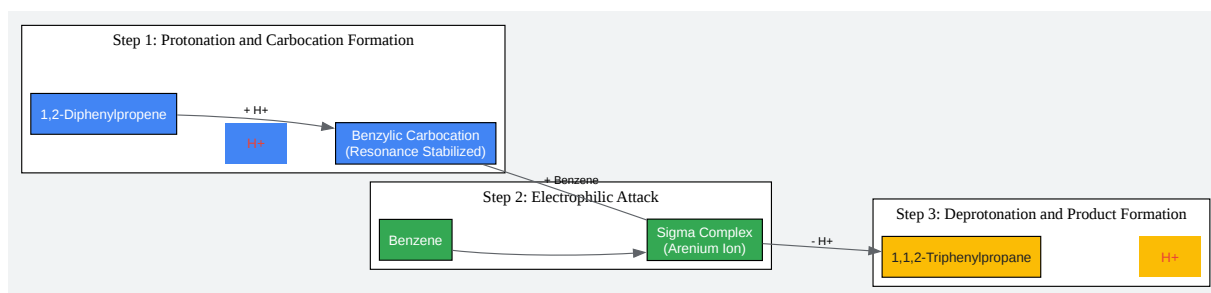 Step 1: Protonation and Carbocation Formation
1,2-Diphenylpropene
+ H+
H+
Benzylic Carbocation
(Resonance Stabilized)
+ Benzene
Step 2: Electrophilic Attack
Benzene
Sigma Complex
(Arenium Ion)
- H+
Step 3: Deprotonation and Product Formation
1,1,2-Triphenylpropane
H+